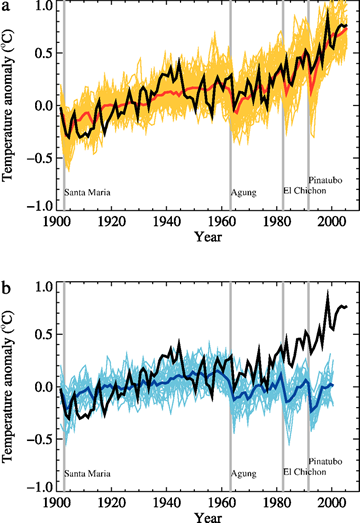 a
1.0
0.5
0.0
−0.5
−1.0
Temperature anomaly (°C)
Santa Maria
Agung
El Chichon
Pinatubo
1900 1920 1940 1960 1980 2000
Year
b
1.0
0.5
0.0
−0.5
−1.0
Temperature anomaly (°C)
Santa Maria
Agung
El Chichon
Pinatubo
1900 1920 1940 1960 1980 2000
Year